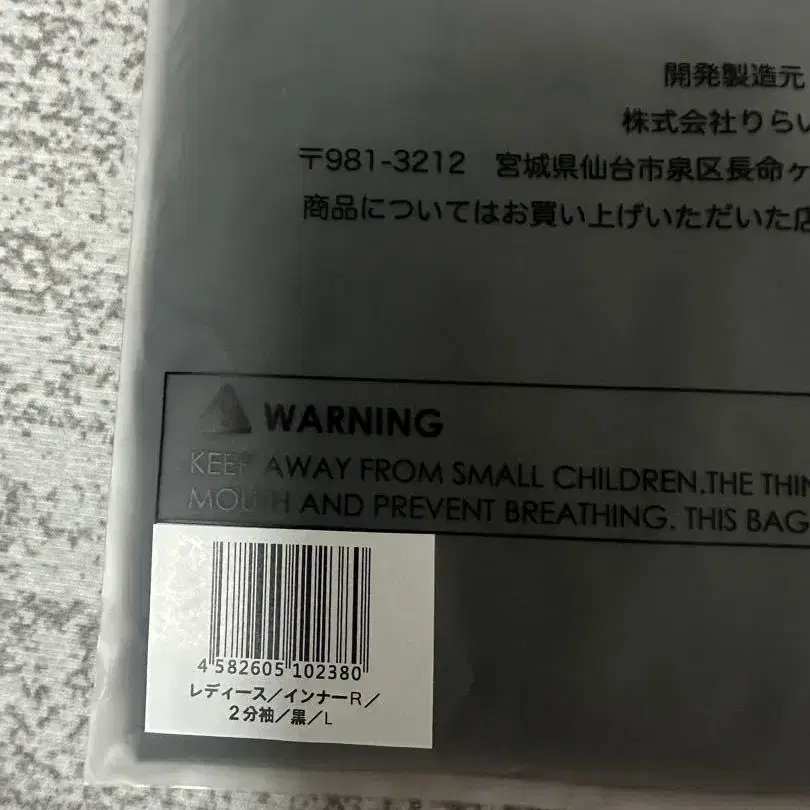 開発製造元
株式会社りらい
〒981-3212 宮城県仙台市泉区長命ヶ
商品についてはお買い上げいただいた店
WARNING
KEEP AWAY FROM SMALL CHILDREN.THE THIN
MOUTH AND PREVENT BREATHING. THIS BAG
4 582605 102380
レディース/インナーR/
2分袖/黒/L